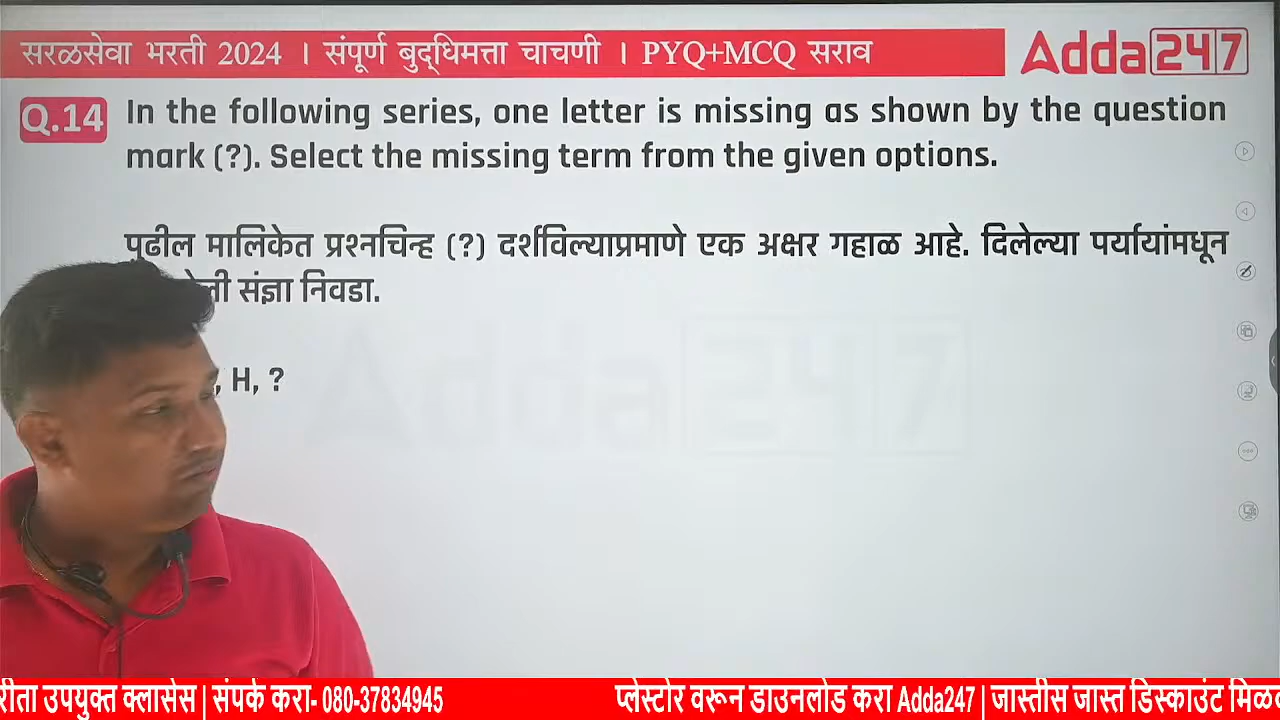 सरळसेवा भरती 2024 । संपूर्ण बुद्धिमत्ता चाचणी । PYQ+MCQ सराव
Adda247
Q.14 In the following series, one letter is missing as shown by the question
mark (?). Select the missing term from the given options.
पुढील मालिकेत प्रश्नचिन्ह (?) दर्शविल्याप्रमाणे एक अक्षर गहाळ आहे. दिलेल्या पर्यायांमधून
संज्ञा निवडा.
, H, ?
उपयुक्त क्लासेस | संपर्क करा- 080-37834945 प्लेस्टोर वरून डाउनलोड करा Adda247 | जास्तीस जास्त डिस्काउंट